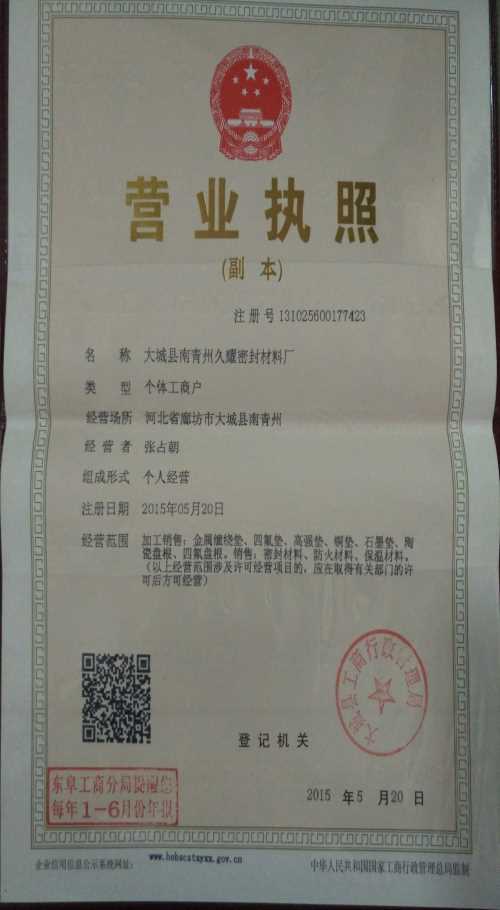 营业执照
(副 本)
注册号 131025600177423
名 称 大城县南青州久耀密封材料厂
类 型 个体工商户
经营场所 河北省廊坊市大城县南青州
经 营 者 张占朝
组成形式 个人经营
注册日期 2015年05月20日
经营范围 加工销售：金属缠绕垫、四氟垫、高强垫、铜垫、石墨垫、陶
瓷盘根、四氟盘根。销售：密封材料、防火材料、保温材料。
（以上经营范围涉及许可经营项目的，应在取得有关部门的许
可后方可经营）
大城县工商行政管理局
登记机关
东阜工商分局提醒您
每年1-6月份年报
2015 年5 月20 日
企业信用信息公示系统网址：
www.hebscztxyxx.gov.cn
中华人民共和国国家工商行政管理总局监制